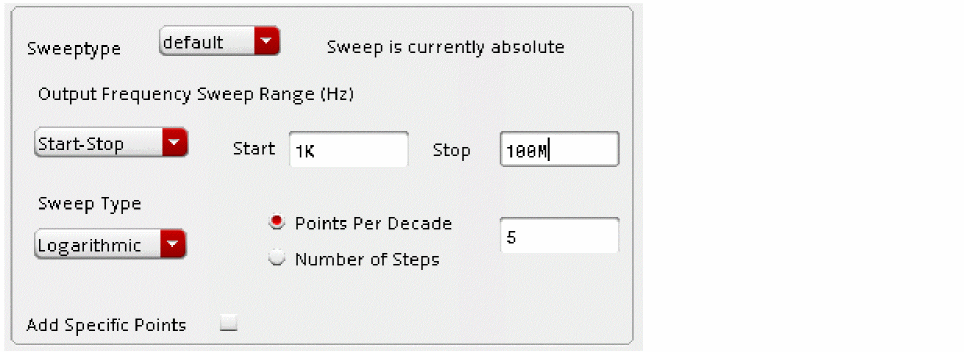 Sweeptype default Sweep is currently absolute
Output Frequency Sweep Range (Hz)
Start-Stop Start 1K Stop 100M
Sweep Type
Points Per Decade
Logarithmic 5
Number of Steps
Add Specific Points